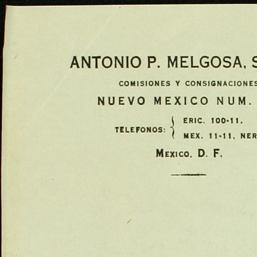 ANTONIO P. MELGOSA, S
COMISIONES Y CONSIGNACIONES
NUEVO MEXICO NUM.
TELEFONOS: { ERIC. 100-11.
MEX. 11-11, NER
MEXICO, D. F.